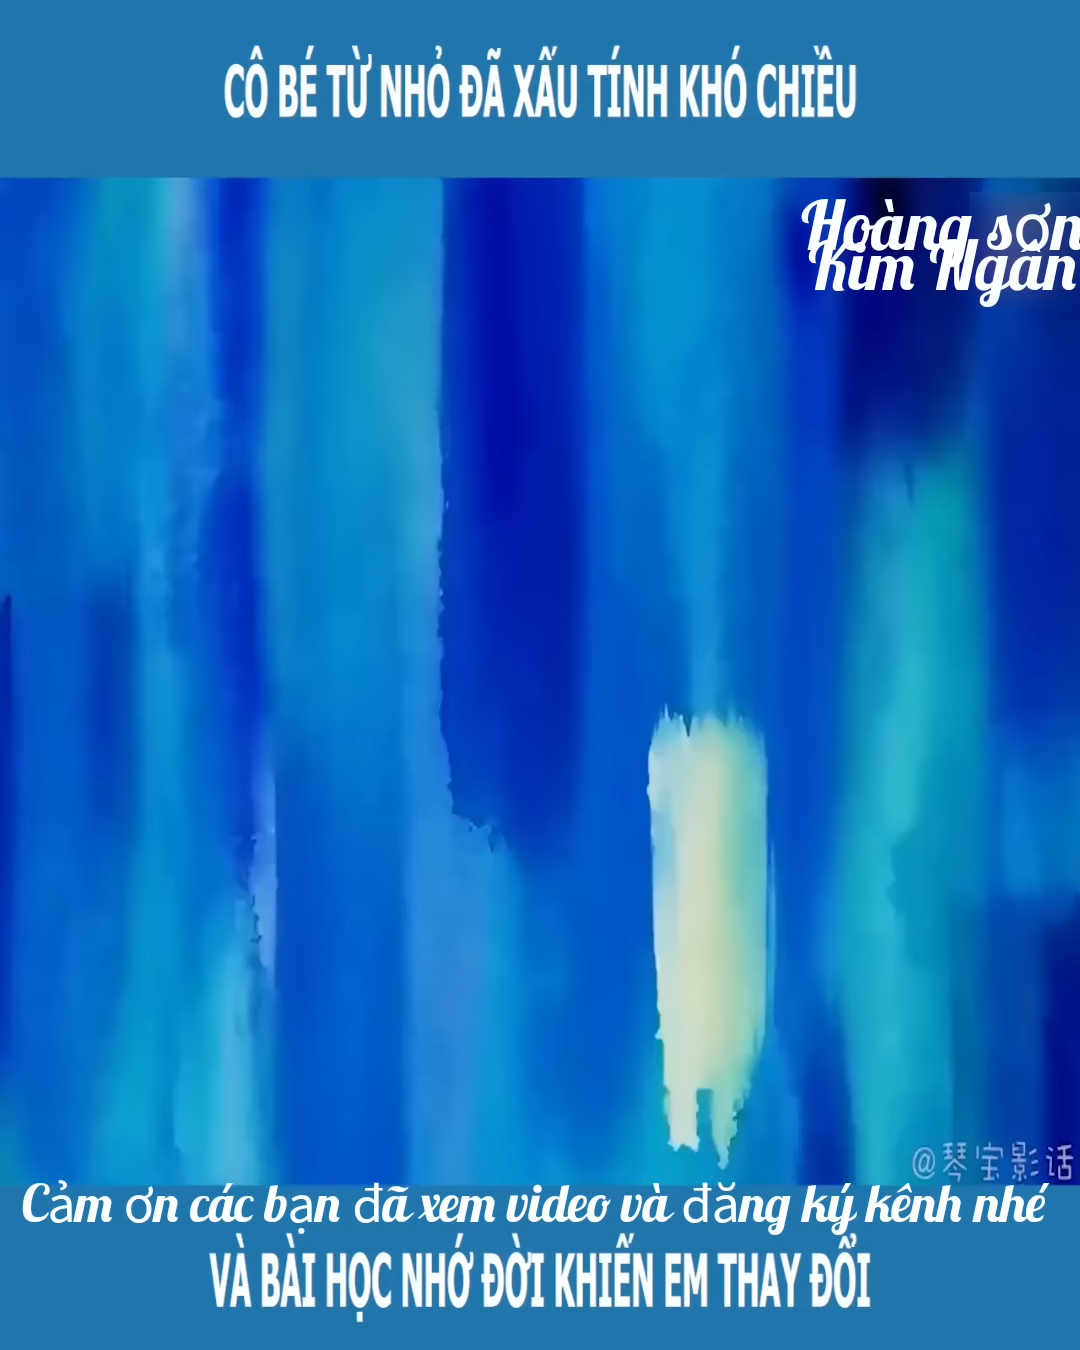 CÔ BÉ TỪ NHỎ ĐÃ XẤU TÍNH KHÓ CHIỀU
Hoàng sơn
Kim Ngân
@琴宝影话
Cảm ơn các bạn đã xem video và đăng ký kênh nhé
VÀ BÀI HỌC NHỚ ĐỜI KHIẾN EM THAY ĐỔI